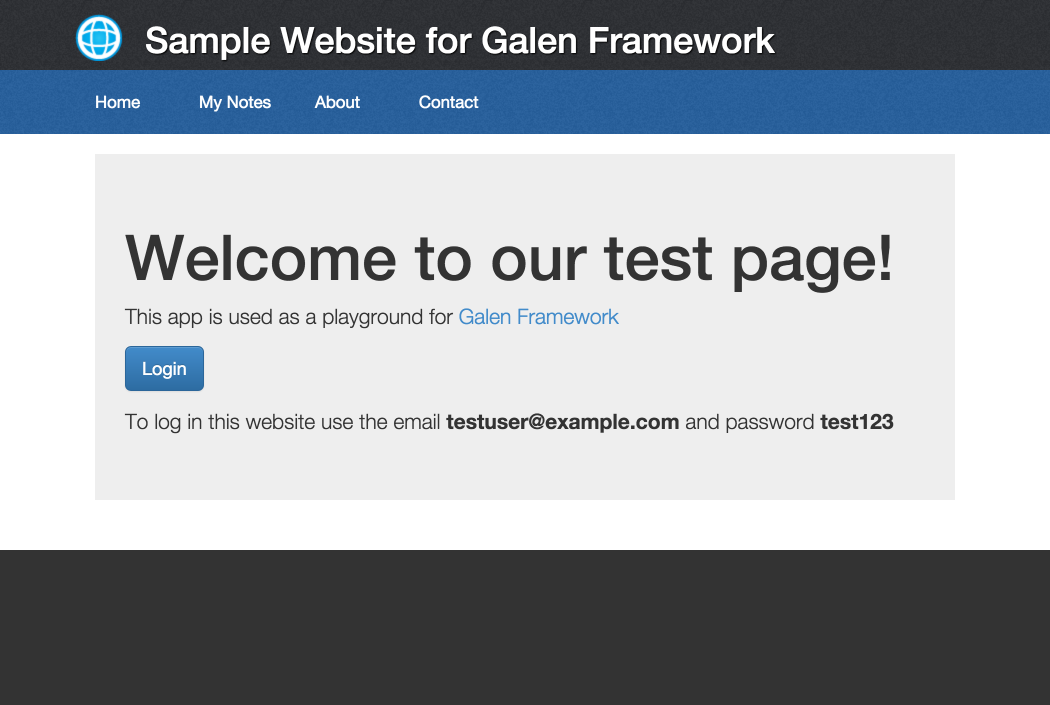 Sample Website for Galen Framework
Home My Notes About Contact
Welcome to our test page!
This app is used as a playground for Galen Framework
Login
To log in this website use the email testuser@example.com and password test123